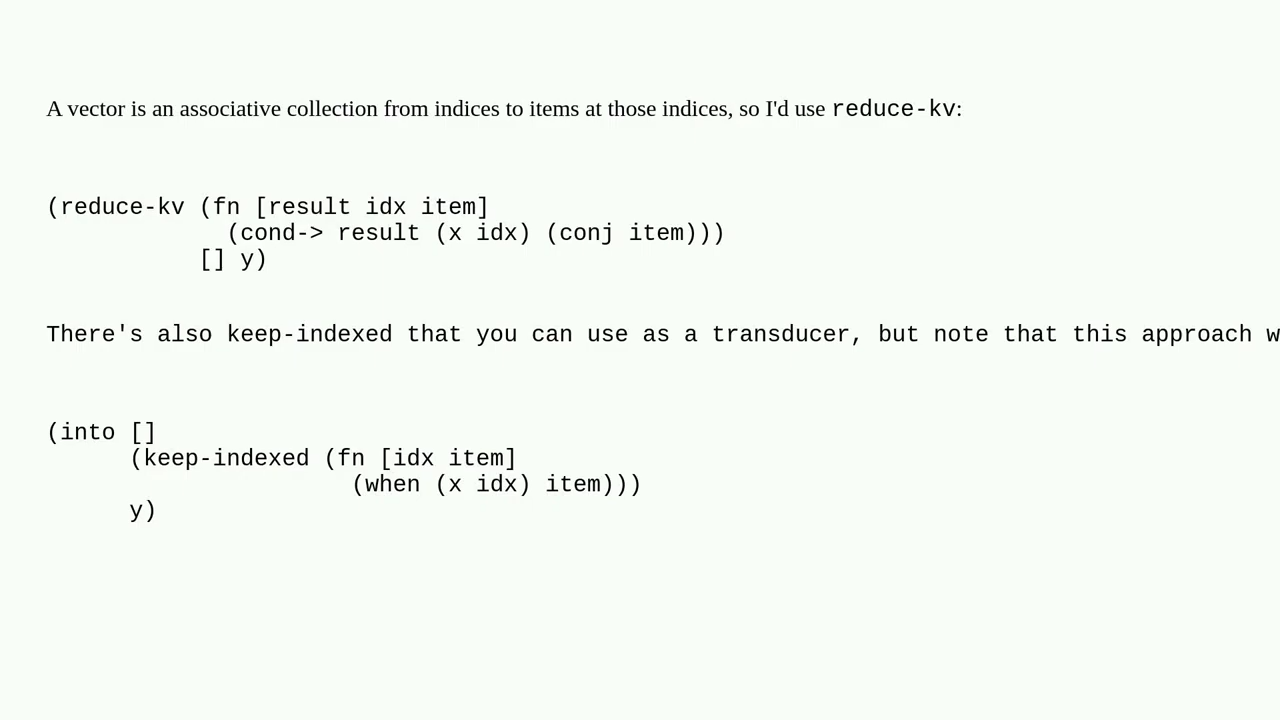 A vector is an associative collection from indices to items at those indices, so I'd use reduce-kv:
(reduce-kv (fn [result idx item]
             (cond-> result (x idx) (conj item)))
           [] y)
There's also keep-indexed that you can use as a transducer, but note that this approach
(into []
      (keep-indexed (fn [idx item]
                      (when (x idx) item)))
      y)